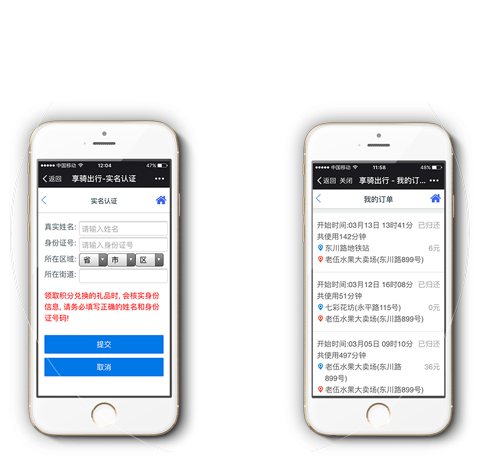 中国移动 12:04 47%
返回 享骑出行-实名认证
实名认证
真实姓名: 请输入姓名
身份证号: 请输入身份证号
所在区域: 省 市 区
所在街道:
领取积分兑换的礼品时, 会核实身份
信息, 请务必填写正确的姓名和身份
证号码!
提交
取消
中国移动 11:58 48%
返回 关闭 享骑出行 - 我的订...
我的订单
开始时间:03月13日 13时41分 已归还
共使用142分钟
东川路地铁站 6元
老伍水果大卖场(东川路899号)
开始时间:03月12日 16时08分 已归还
共使用51分钟
七彩花坊(永平路115号) 0元
老伍水果大卖场(东川路899号)
开始时间:03月05日 09时10分 已归还
共使用497分钟
老伍水果大卖场(东川路 36元
899号)
老伍水果大卖场(东川路899号)